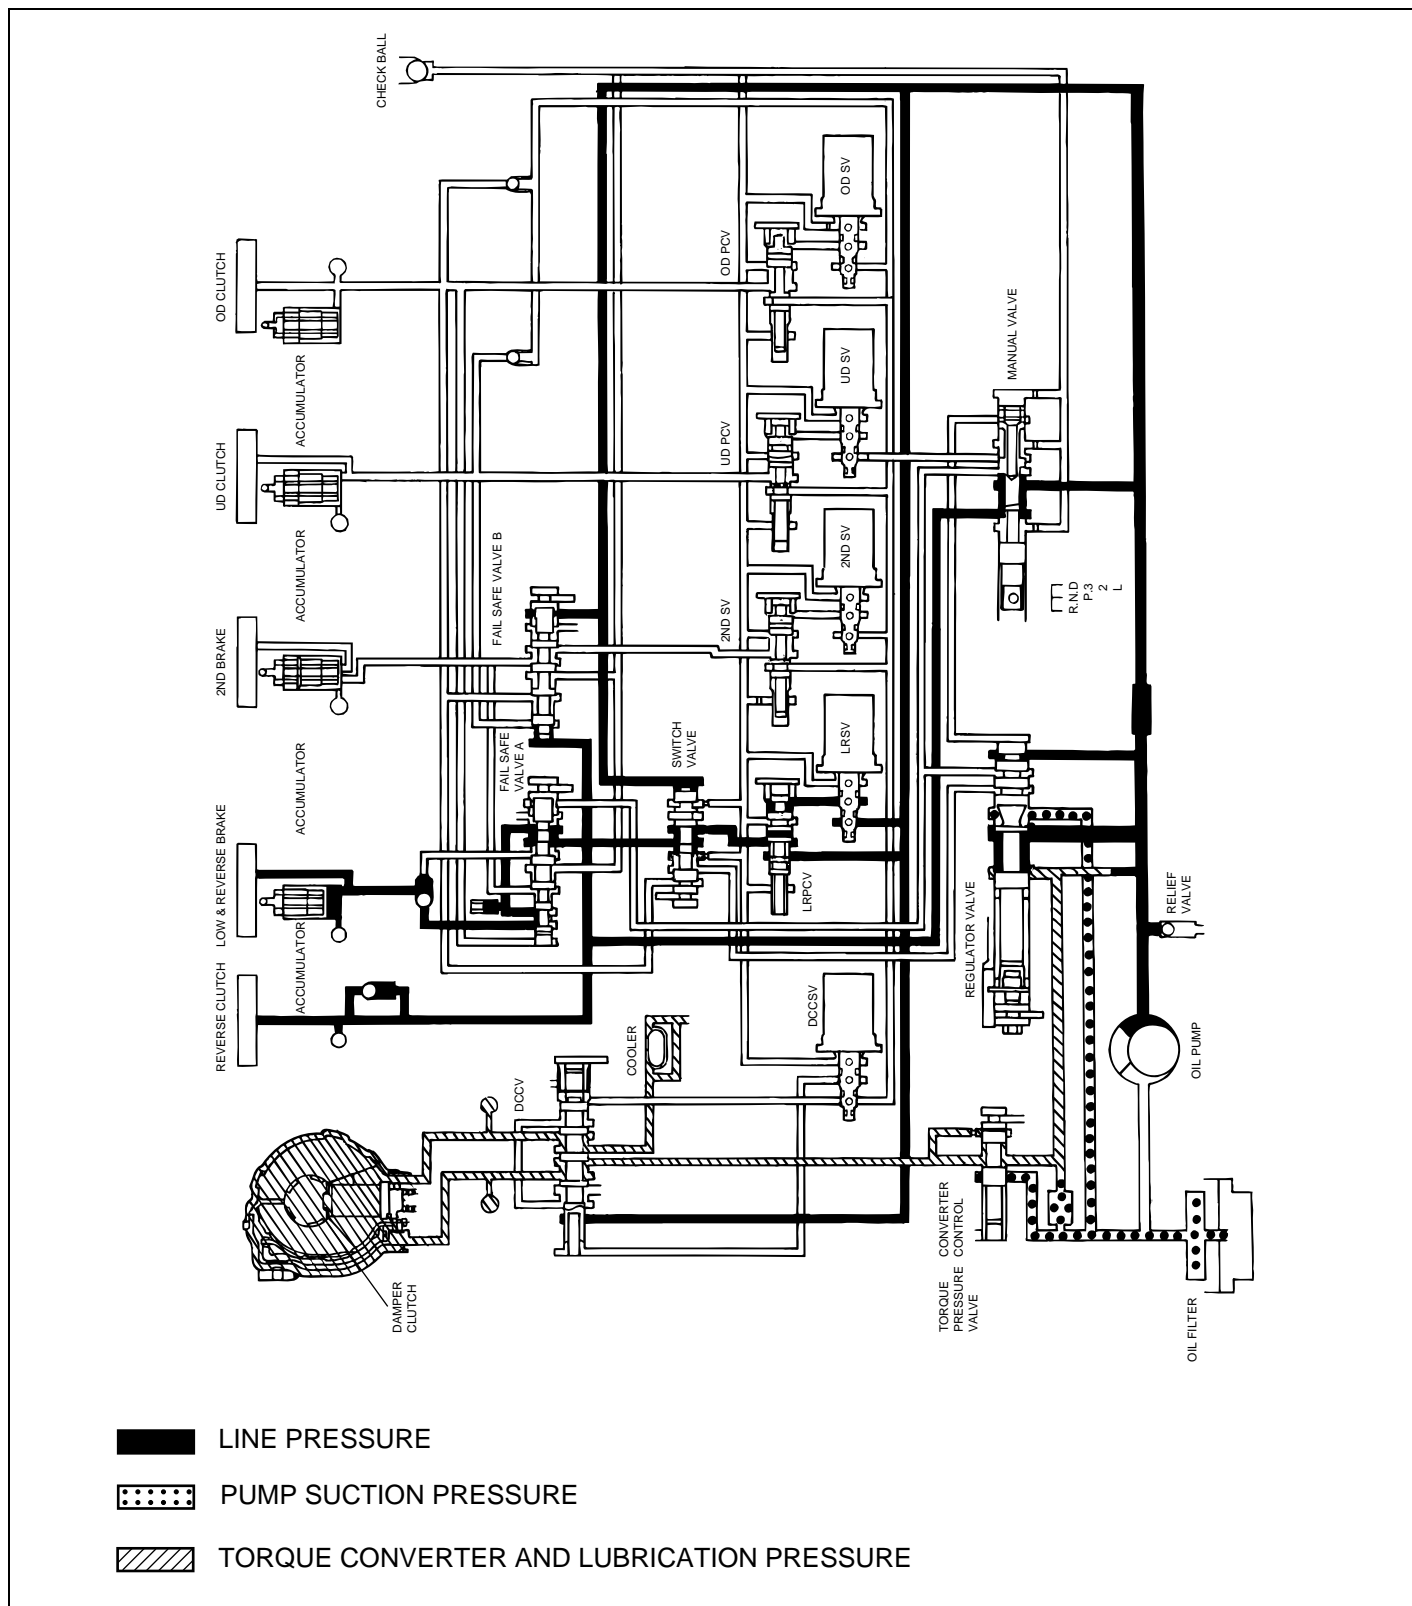 CHECK BALL
OD CLUTCH
ACCUMULATOR
UD CLUTCH
ACCUMULATOR
2ND BRAKE
ACCUMULATOR
LOW & REVERSE BRAKE
ACCUMULATOR
REVERSE CLUTCH
FAIL SAFE VALVE B
FAIL SAFE
VALVE A
SWITCH
VALVE
OD PCV
OD SV
UD PCV
UD SV
2ND SV
2ND SV
LRPCV
LRSV
MANUAL VALVE
R.N.D
P.3
2
L
REGULATOR VALVE
RELIEF
VALVE
OIL PUMP
DCCSV
COOLER
DCCV
DAMPER
CLUTCH
TORQUE CONVERTER
PRESSURE CONTROL
VALVE
OIL FILTER
LINE PRESSURE
PUMP SUCTION PRESSURE
TORQUE CONVERTER AND LUBRICATION PRESSURE